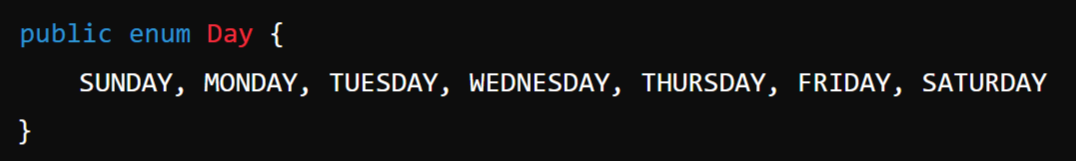 public enum Day {
    SUNDAY, MONDAY, TUESDAY, WEDNESDAY, THURSDAY, FRIDAY, SATURDAY
}